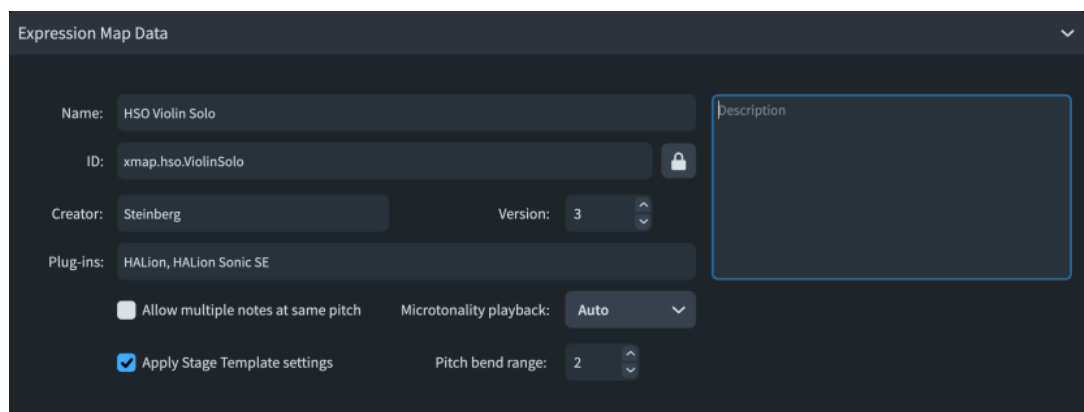 Expression Map Data
Name: HSO Violin Solo
Description
ID: xmap.hso.ViolinSolo
Creator: Steinberg Version: 3
Plug-ins: HALion, HALion Sonic SE
Allow multiple notes at same pitch Microtonality playback: Auto
Apply Stage Template settings Pitch bend range: 2